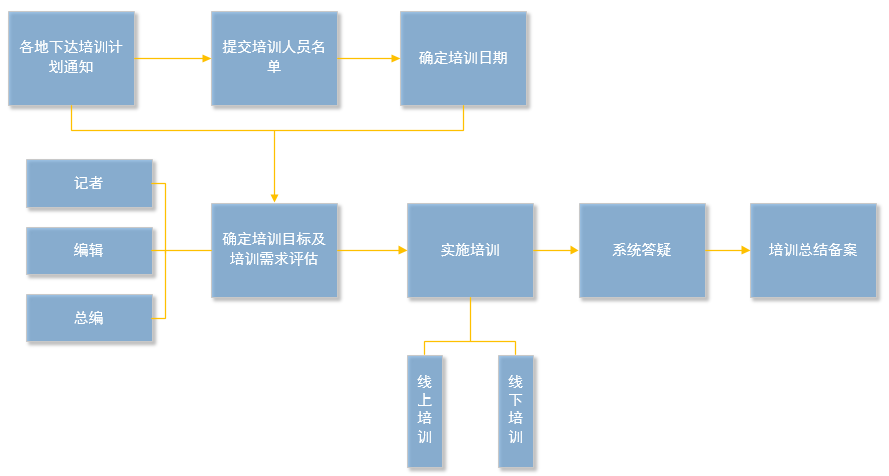 各地下达培训计
划通知
提交培训人员名
单
确定培训日期
记者
编辑
总编
确定培训目标及
培训需求评估
实施培训
系统答疑
培训总结备案
线上培训
线下培训